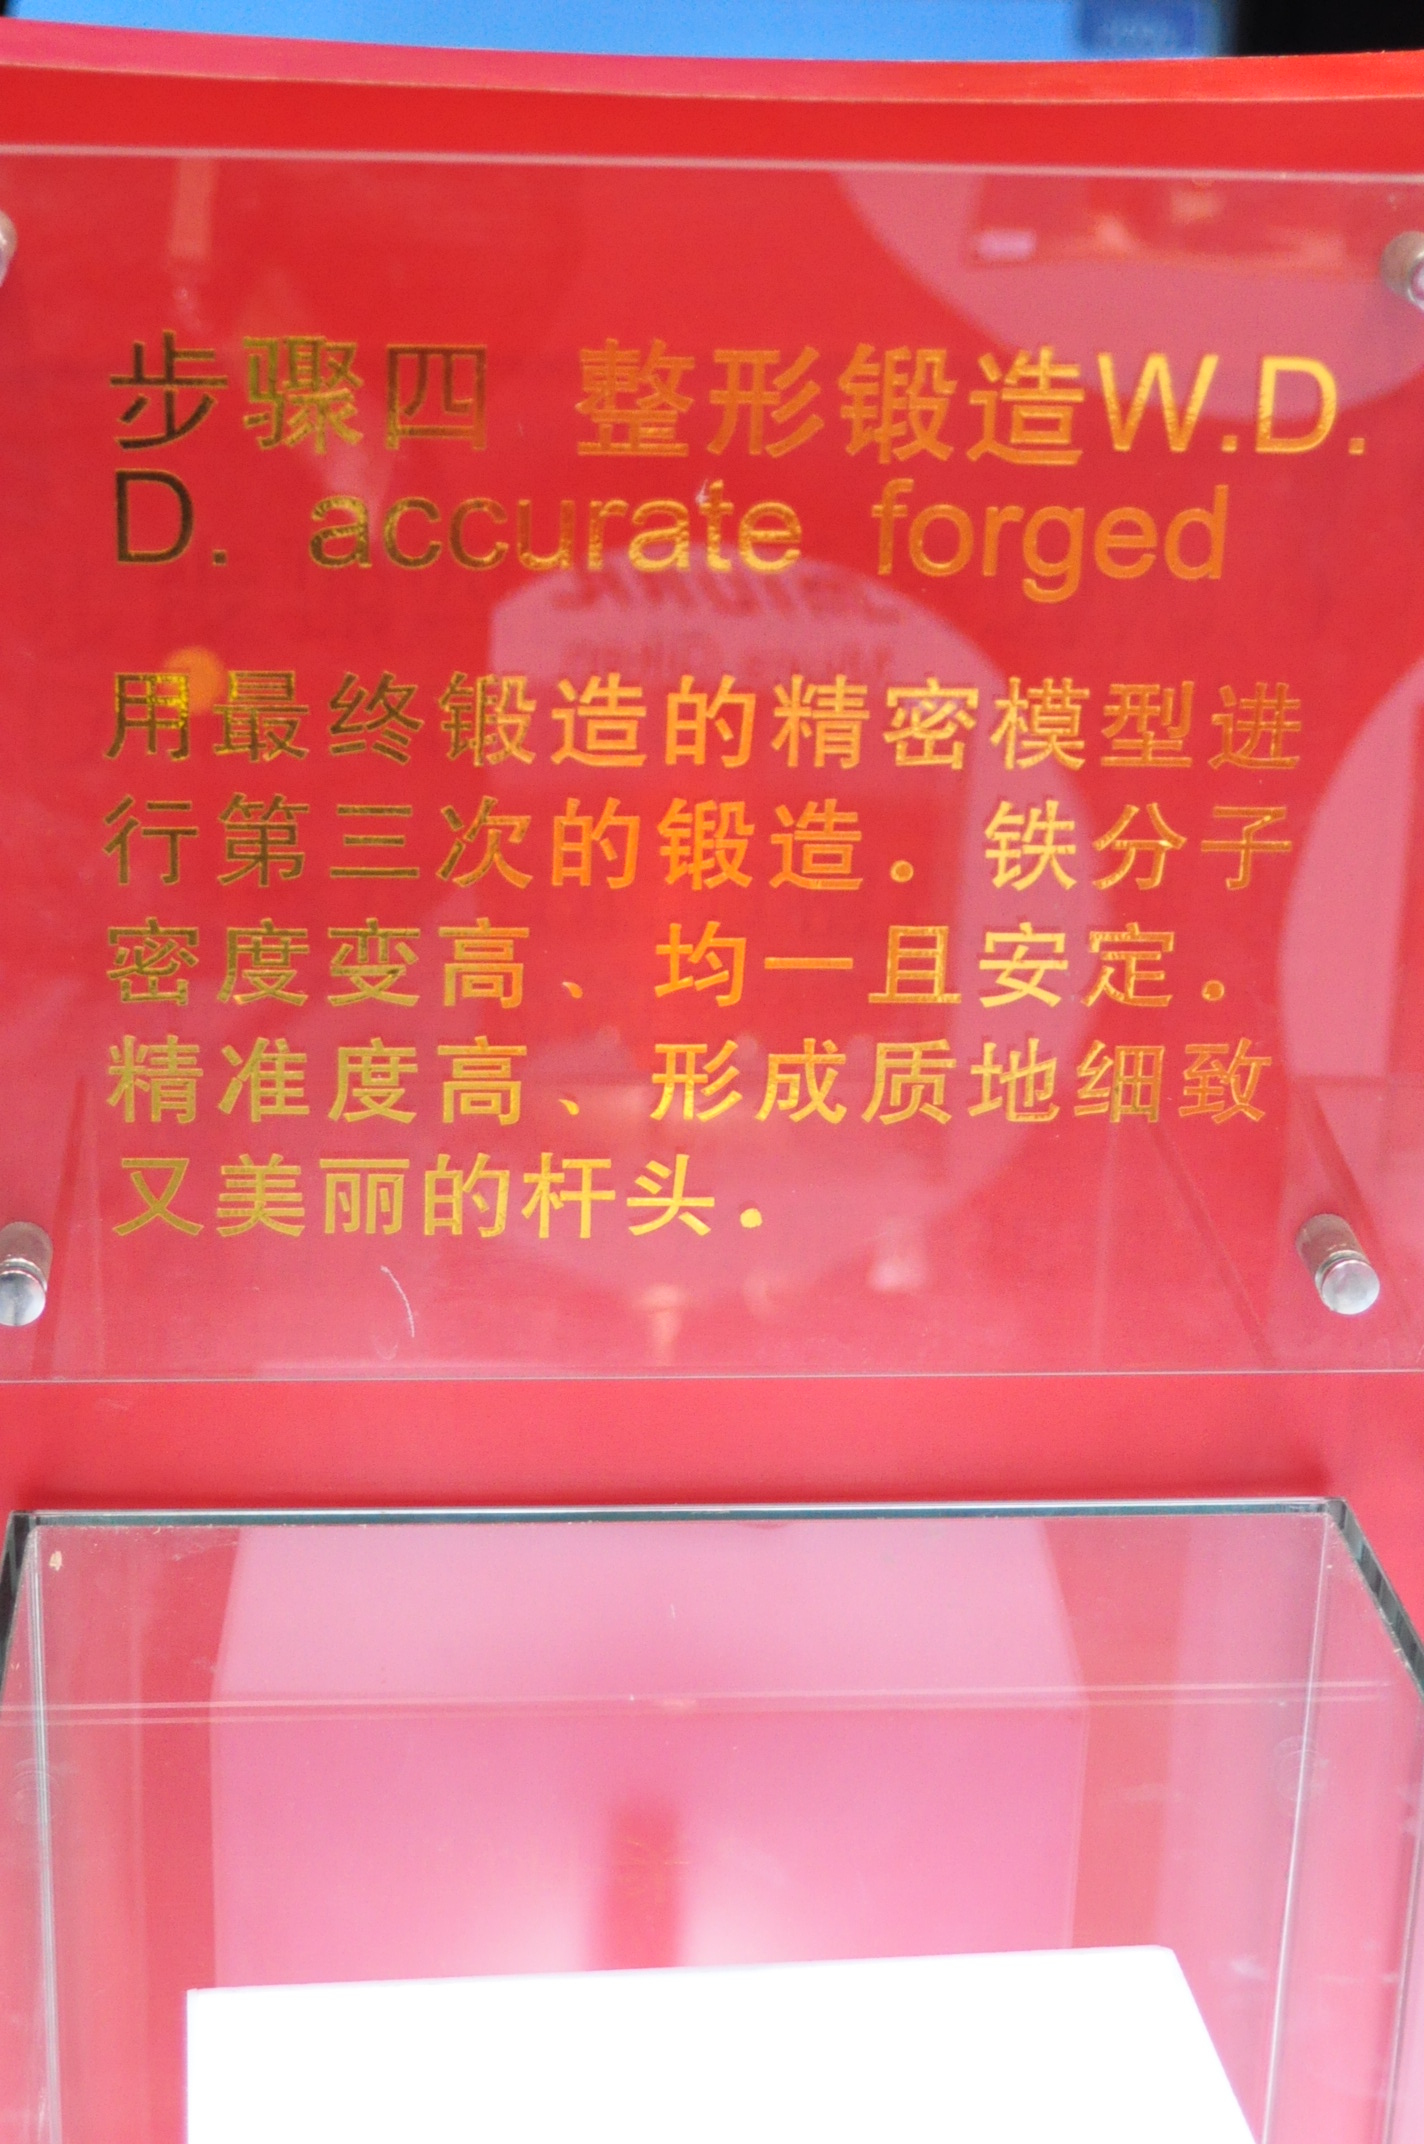 步骤四 整形锻造W.D.
D. accurate forged
用最终锻造的精密模型进
行第三次的锻造. 铁分子
密度变高、均一且安定.
精准度高、形成质地细致
又美丽的杆头.